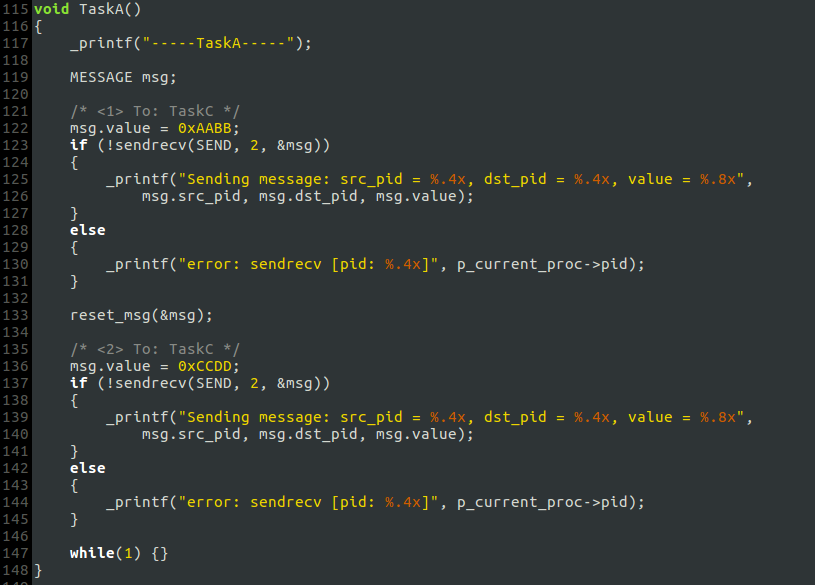 115 void TaskA()
116 {
117     _printf("-----TaskA-----");
118
119     MESSAGE msg;
120
121     /* <1> To: TaskC */
122     msg.value = 0xAABB;
123     if (!sendrecv(SEND, 2, &msg))
124     {
125         _printf("Sending message: src_pid = %.4x, dst_pid = %.4x, value = %.8x",
126             msg.src_pid, msg.dst_pid, msg.value);
127     }
128     else
129     {
130         _printf("error: sendrecv [pid: %.4x]", p_current_proc->pid);
131     }
132
133     reset_msg(&msg);
134
135     /* <2> To: TaskC */
136     msg.value = 0xCCDD;
137     if (!sendrecv(SEND, 2, &msg))
138     {
139         _printf("Sending message: src_pid = %.4x, dst_pid = %.4x, value = %.8x",
140             msg.src_pid, msg.dst_pid, msg.value);
141     }
142     else
143     {
144         _printf("error: sendrecv [pid: %.4x]", p_current_proc->pid);
145     }
146
147     while(1) {}
148 }